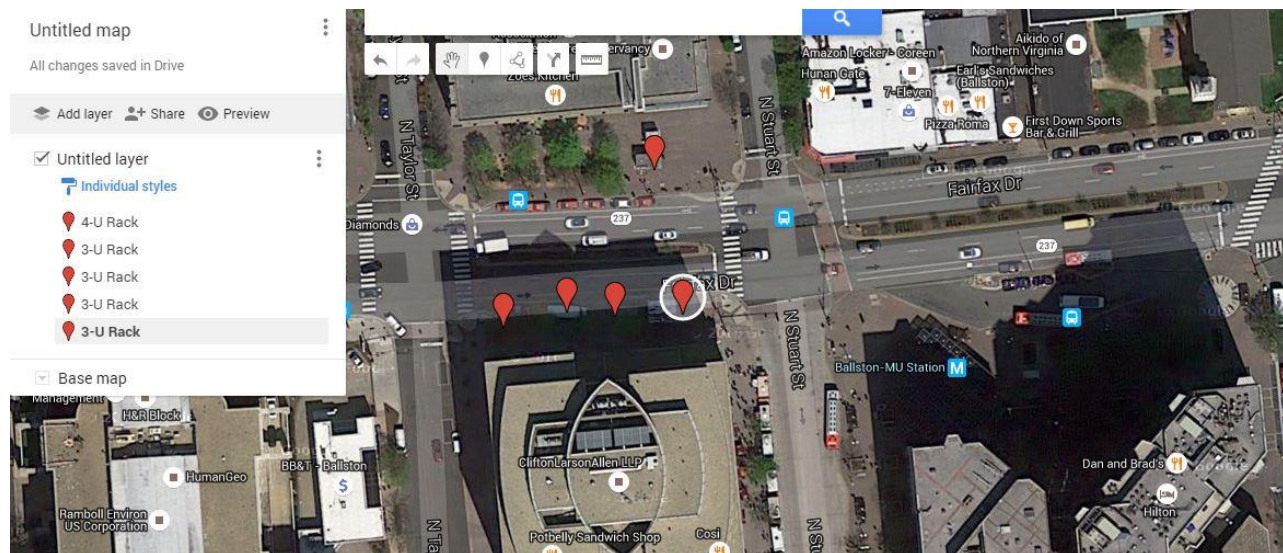 Untitled map
All changes saved in Drive
Add layer
Share
Preview
Untitled layer
Individual styles
4-U Rack
3-U Rack
3-U Rack
3-U Rack
3-U Rack
Base map
Zoes Kitchen
N Taylor St
Diamonds
237
N Stuart St
Amazon Locker - Coreen
Hunan Gate
7-Eleven
Earl's Sandwiches
(Ballston)
Pizza Roma
Aikido of
Northern Virginia
First Down Sports
Bar & Grill
Fairfax Dr
237
Fairfax Dr
N Stuart St
Ballston-MU Station
M
Management
H&R Block
HumanGeo
BB&T - Ballston
$
Ramboll Environ
US Corporation
CliftonLarsonAllen LLP
Potbelly Sandwich Shop
Cosi
Dan and Brad's
Hilton
Google